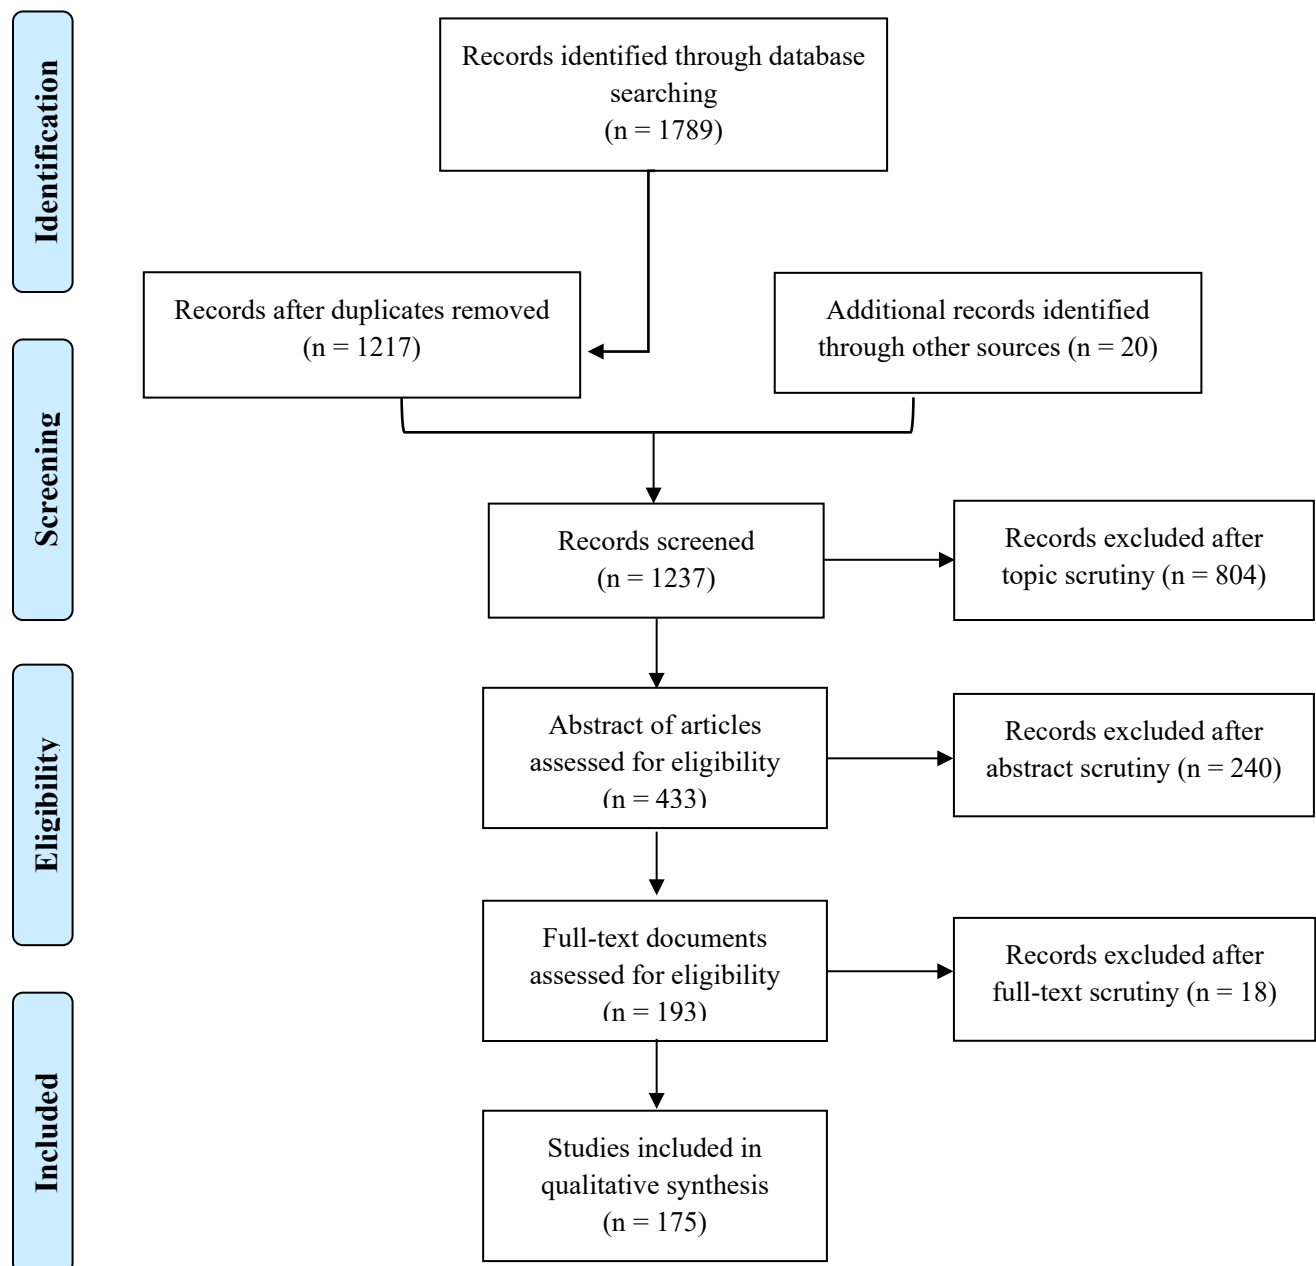 Identification
Records identified through database
searching
(n = 1789)
Records after duplicates removed
(n = 1217)
Additional records identified
through other sources (n = 20)
Screening
Records screened
(n = 1237)
Records excluded after
topic scrutiny (n = 804)
Eligibility
Abstract of articles
assessed for eligibility
(n = 433)
Records excluded after
abstract scrutiny (n = 240)
Full-text documents
assessed for eligibility
(n = 193)
Records excluded after
full-text scrutiny (n = 18)
Included
Studies included in
qualitative synthesis
(n = 175)